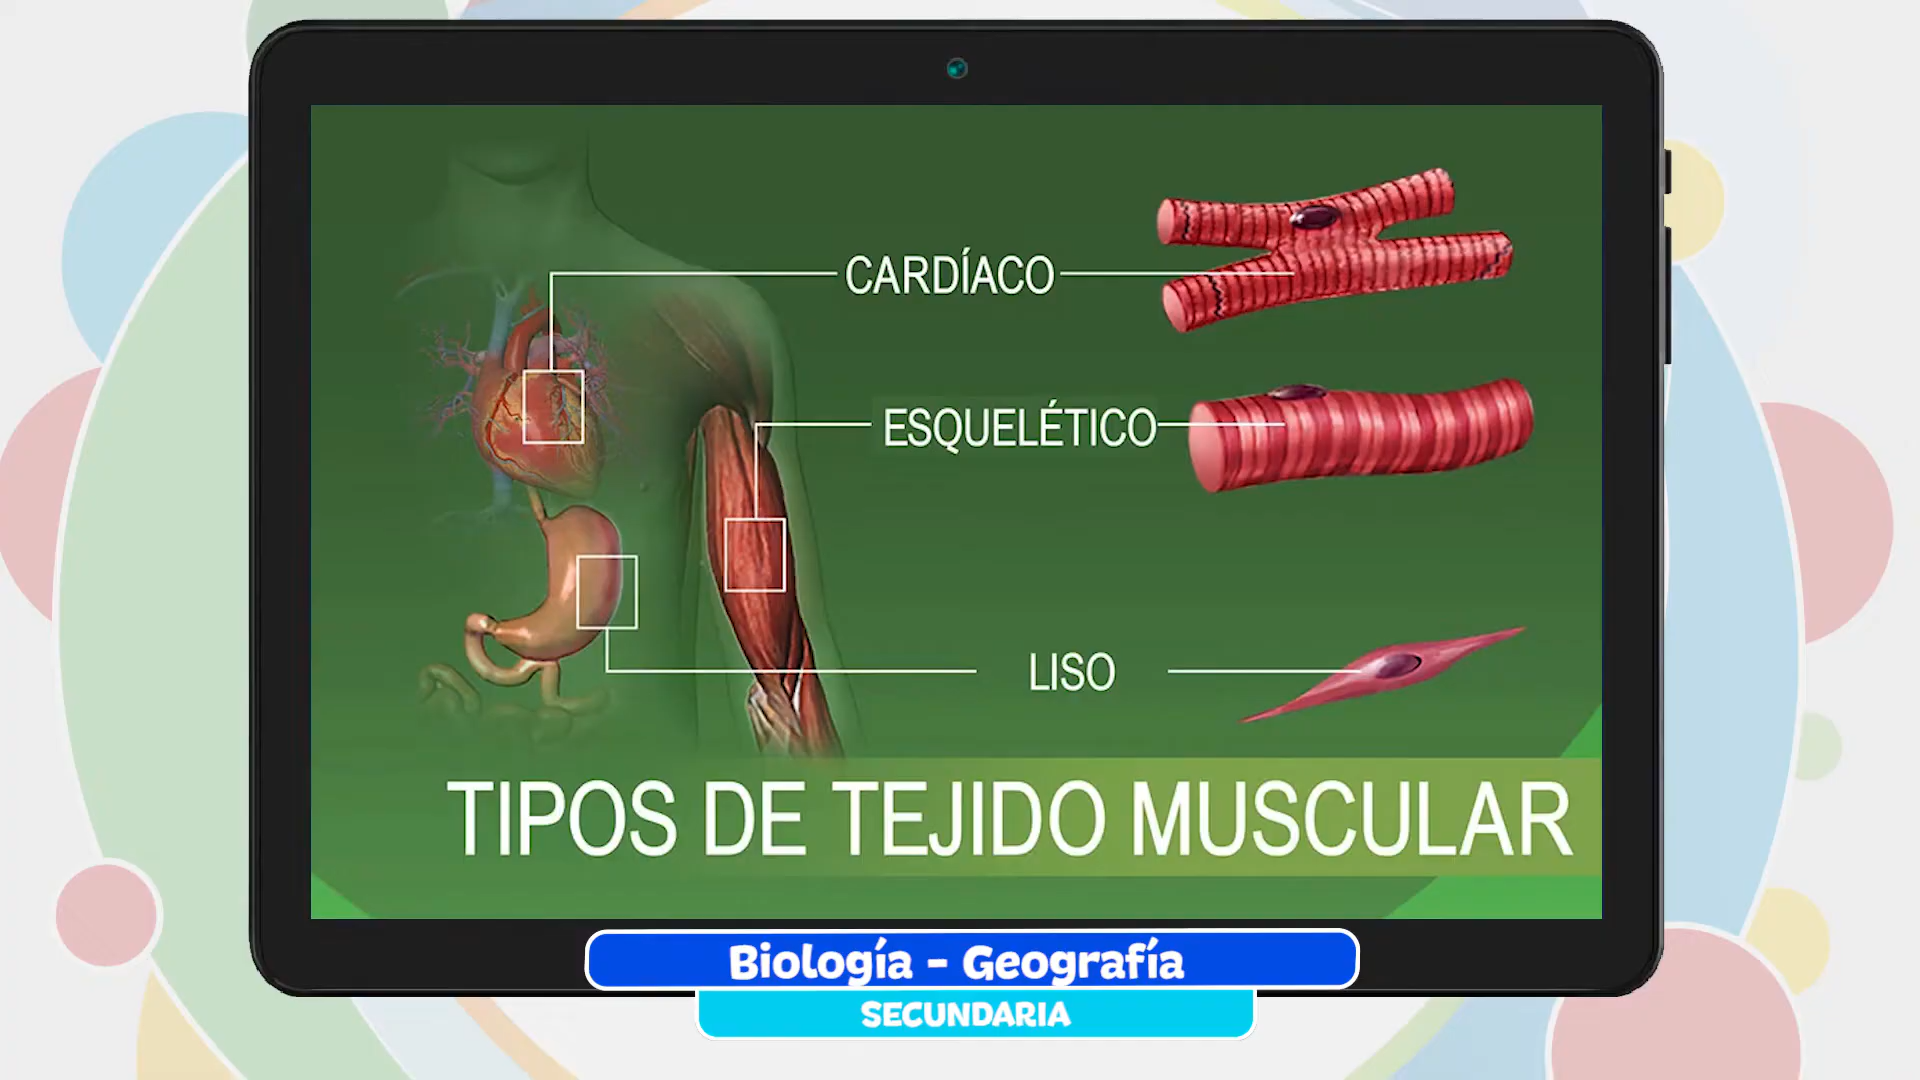 CARDÍACO
ESQUELÉTICO
LISO
TIPOS DE TEJIDO MUSCULAR
Biología - Geografía
SECUNDARIA